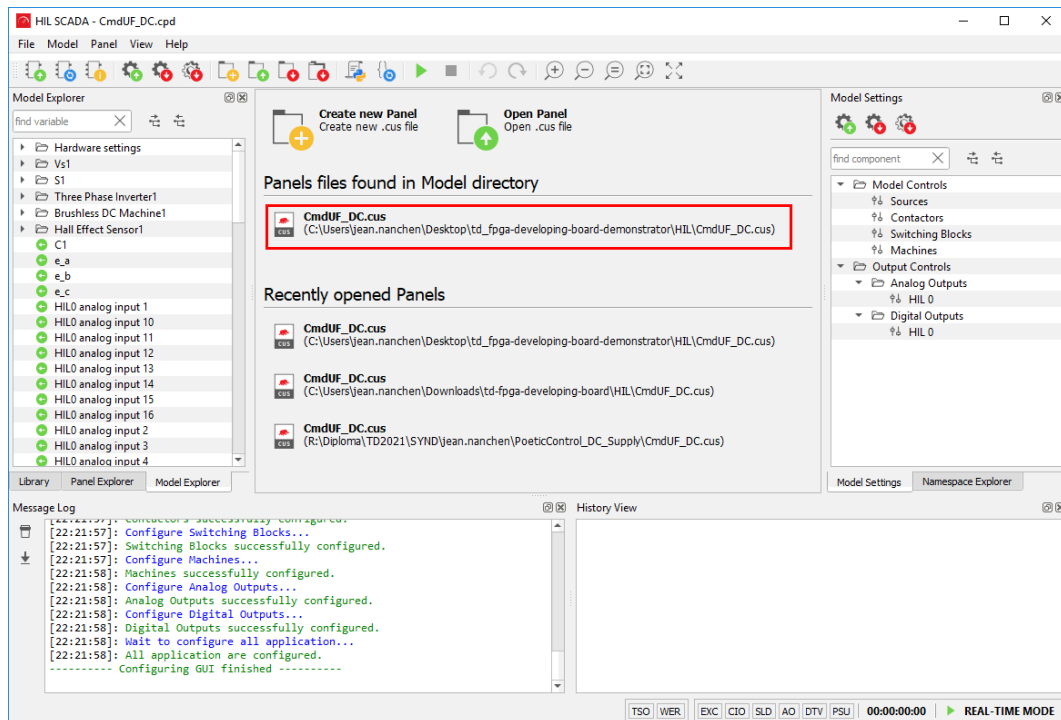 HIL SCADA - CmdUF_DC.cpd
File Model Panel View Help
Model Explorer
find variable
Hardware settings
Vs1
S1
Three Phase Inverter1
Brushless DC Machine1
Hall Effect Sensor1
C1
e_a
e_b
e_c
HIL0 analog input 1
HIL0 analog input 10
HIL0 analog input 11
HIL0 analog input 12
HIL0 analog input 13
HIL0 analog input 14
HIL0 analog input 15
HIL0 analog input 16
HIL0 analog input 2
HIL0 analog input 3
HIL0 analog input 4
Library Panel Explorer Model Explorer
Create new Panel
Create new .cus file
Open Panel
Open .cus file
Panels files found in Model directory
CUS
CmdUF_DC.cus
(C:\Users\jean.nanchen\Desktop\td_fpga-developing-board-demonstrator\HIL\CmdUF_DC.cus)
Recently opened Panels
CUS
CmdUF_DC.cus
(C:\Users\jean.nanchen\Desktop\td_fpga-developing-board-demonstrator\HIL\CmdUF_DC.cus)
CUS
CmdUF_DC.cus
(C:\Users\jean.nanchen\Downloads\td-fpga-developing-board\HIL\CmdUF_DC.cus)
CUS
CmdUF_DC.cus
(R:\Diploma\TD2021\SYND\jean.nanchen\PoeticControl_DC_Supply\CmdUF_DC.cus)
Model Settings
find component
Model Controls
Sources
Contactors
Switching Blocks
Machines
Output Controls
Analog Outputs
HIL 0
Digital Outputs
HIL 0
Model Settings Namespace Explorer
Message Log
[22:21:57]: Contactors successfully configured.
[22:21:57]: Configure Switching Blocks...
[22:21:57]: Switching Blocks successfully configured.
[22:21:57]: Configure Machines...
[22:21:58]: Machines successfully configured.
[22:21:58]: Configure Analog Outputs...
[22:21:58]: Analog Outputs successfully configured.
[22:21:58]: Configure Digital Outputs...
[22:21:58]: Digital Outputs successfully configured.
[22:21:58]: Wait to configure all application...
[22:21:58]: All application are configured.
---------- Configuring GUI finished ----------
History View
TSO WER EXC CIO SLD AO DTV PSU 00:00:00:00 REAL-TIME MODE